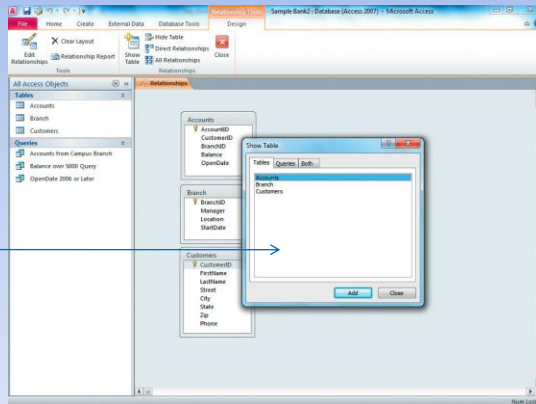 Relationship Tools
Sample Bank2 : Database (Access 2007) - Microsoft Access
File
Home
Create
External Data
Database Tools
Design
Edit
Relationships
Clear Layout
Relationship Report
Tools
Show
Table
Hide Table
Direct Relationships
All Relationships
Close
Relationships
All Access Objects
Relationships
Tables
Accounts
Branch
Customers
Queries
Accounts from Campus Branch
Balance over 5000 Query
OpenDate 2006 or Later
Accounts
AccountID
CustomerID
BranchID
Balance
OpenDate
Branch
BranchID
Manager
Location
StartDate
Customers
CustomerID
FirstName
LastName
Street
City
State
Zip
Phone
Show Table
Tables
Queries
Both
Accounts
Branch
Customers
Add
Close
Num Lock